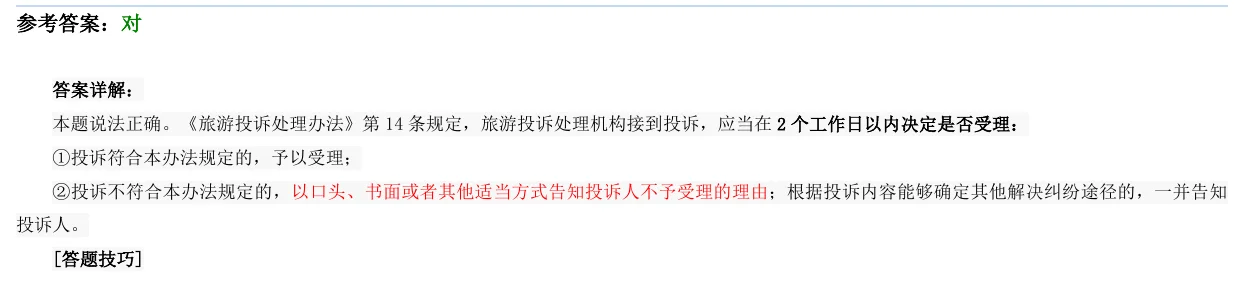 参考答案：对
答案详解：
本题说法正确。《旅游投诉处理办法》第 14 条规定，旅游投诉处理机构接到投诉，应当在 2 个工作日以内决定是否受理：
①投诉符合本办法规定的，予以受理；
②投诉不符合本办法规定的，以口头、书面或者其他适当方式告知投诉人不予受理的理由；根据投诉内容能够确定其他解决纠纷途径的，一并告知
投诉人。
[答题技巧]